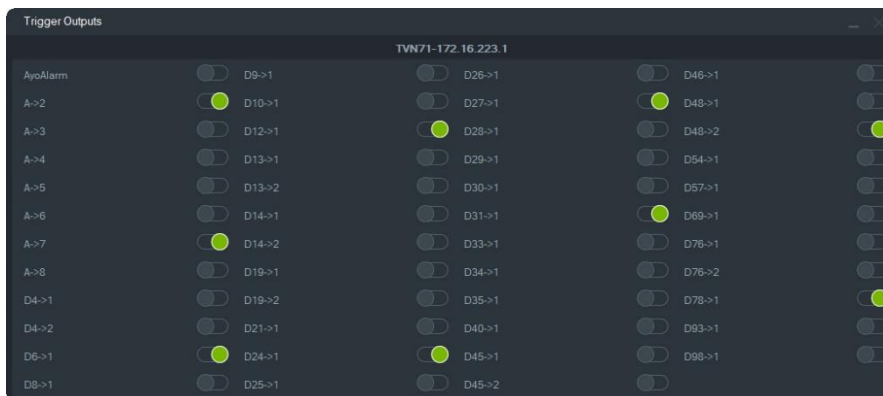 Trigger Outputs
TVN71-172.16.223.1
AyoAlarm D9->1 D26->1 D46->1
A->2 D10->1 D27->1 D48->1
A->3 D12->1 D28->1 D48->2
A->4 D13->1 D29->1 D54->1
A->5 D13->2 D30->1 D57->1
A->6 D14->1 D31->1 D69->1
A->7 D14->2 D33->1 D76->1
A->8 D19->1 D34->1 D76->2
D4->1 D19->2 D35->1 D78->1
D4->2 D21->1 D40->1 D93->1
D6->1 D24->1 D45->1 D98->1
D8->1 D25->1 D45->2